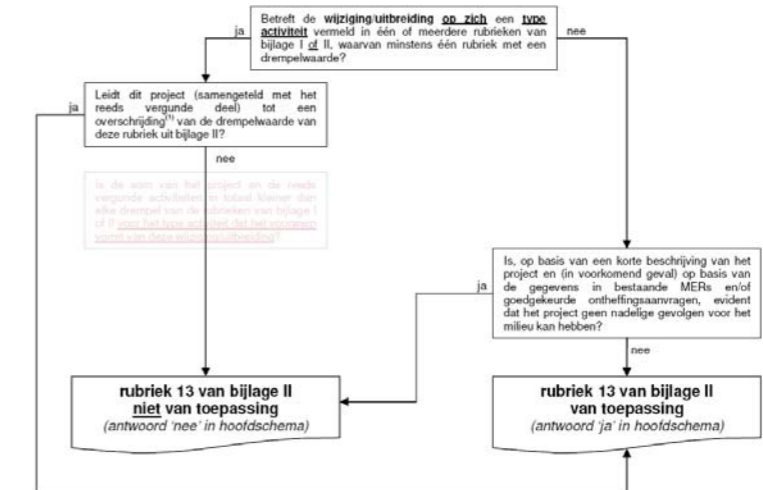 Betreft de wijziging/uitbreiding op zich een type
activiteit vermeld in één of meerdere rubrieken van
bijlage I of II, waarvan minstens één rubriek met een
drempelwaarde?
ja
nee
Leidt dit project (samengeteld met het
reeds vergunde deel) tot een
overschrijding(1) van de drempelwaarde van
deze rubriek uit bijlage II?
ja
nee
Is de som van het project en de reeds
vergunde activiteiten in totaal kleiner dan
elke drempel van de rubrieken van bijlage I
of II voor het type activiteit dat het voorwerp
vormt van deze wijziging/uitbreiding?
Is, op basis van een korte beschrijving van het
project en (in voorkomend geval) op basis van
de gegevens in bestaande MERs en/of
goedgekeurde ontheffingsaanvragen, evident
dat het project geen nadelige gevolgen voor het
milieu kan hebben?
ja
nee
rubriek 13 van bijlage II
niet van toepassing
(antwoord 'nee' in hoofdschema)
rubriek 13 van bijlage II
van toepassing
(antwoord 'ja' in hoofdschema)